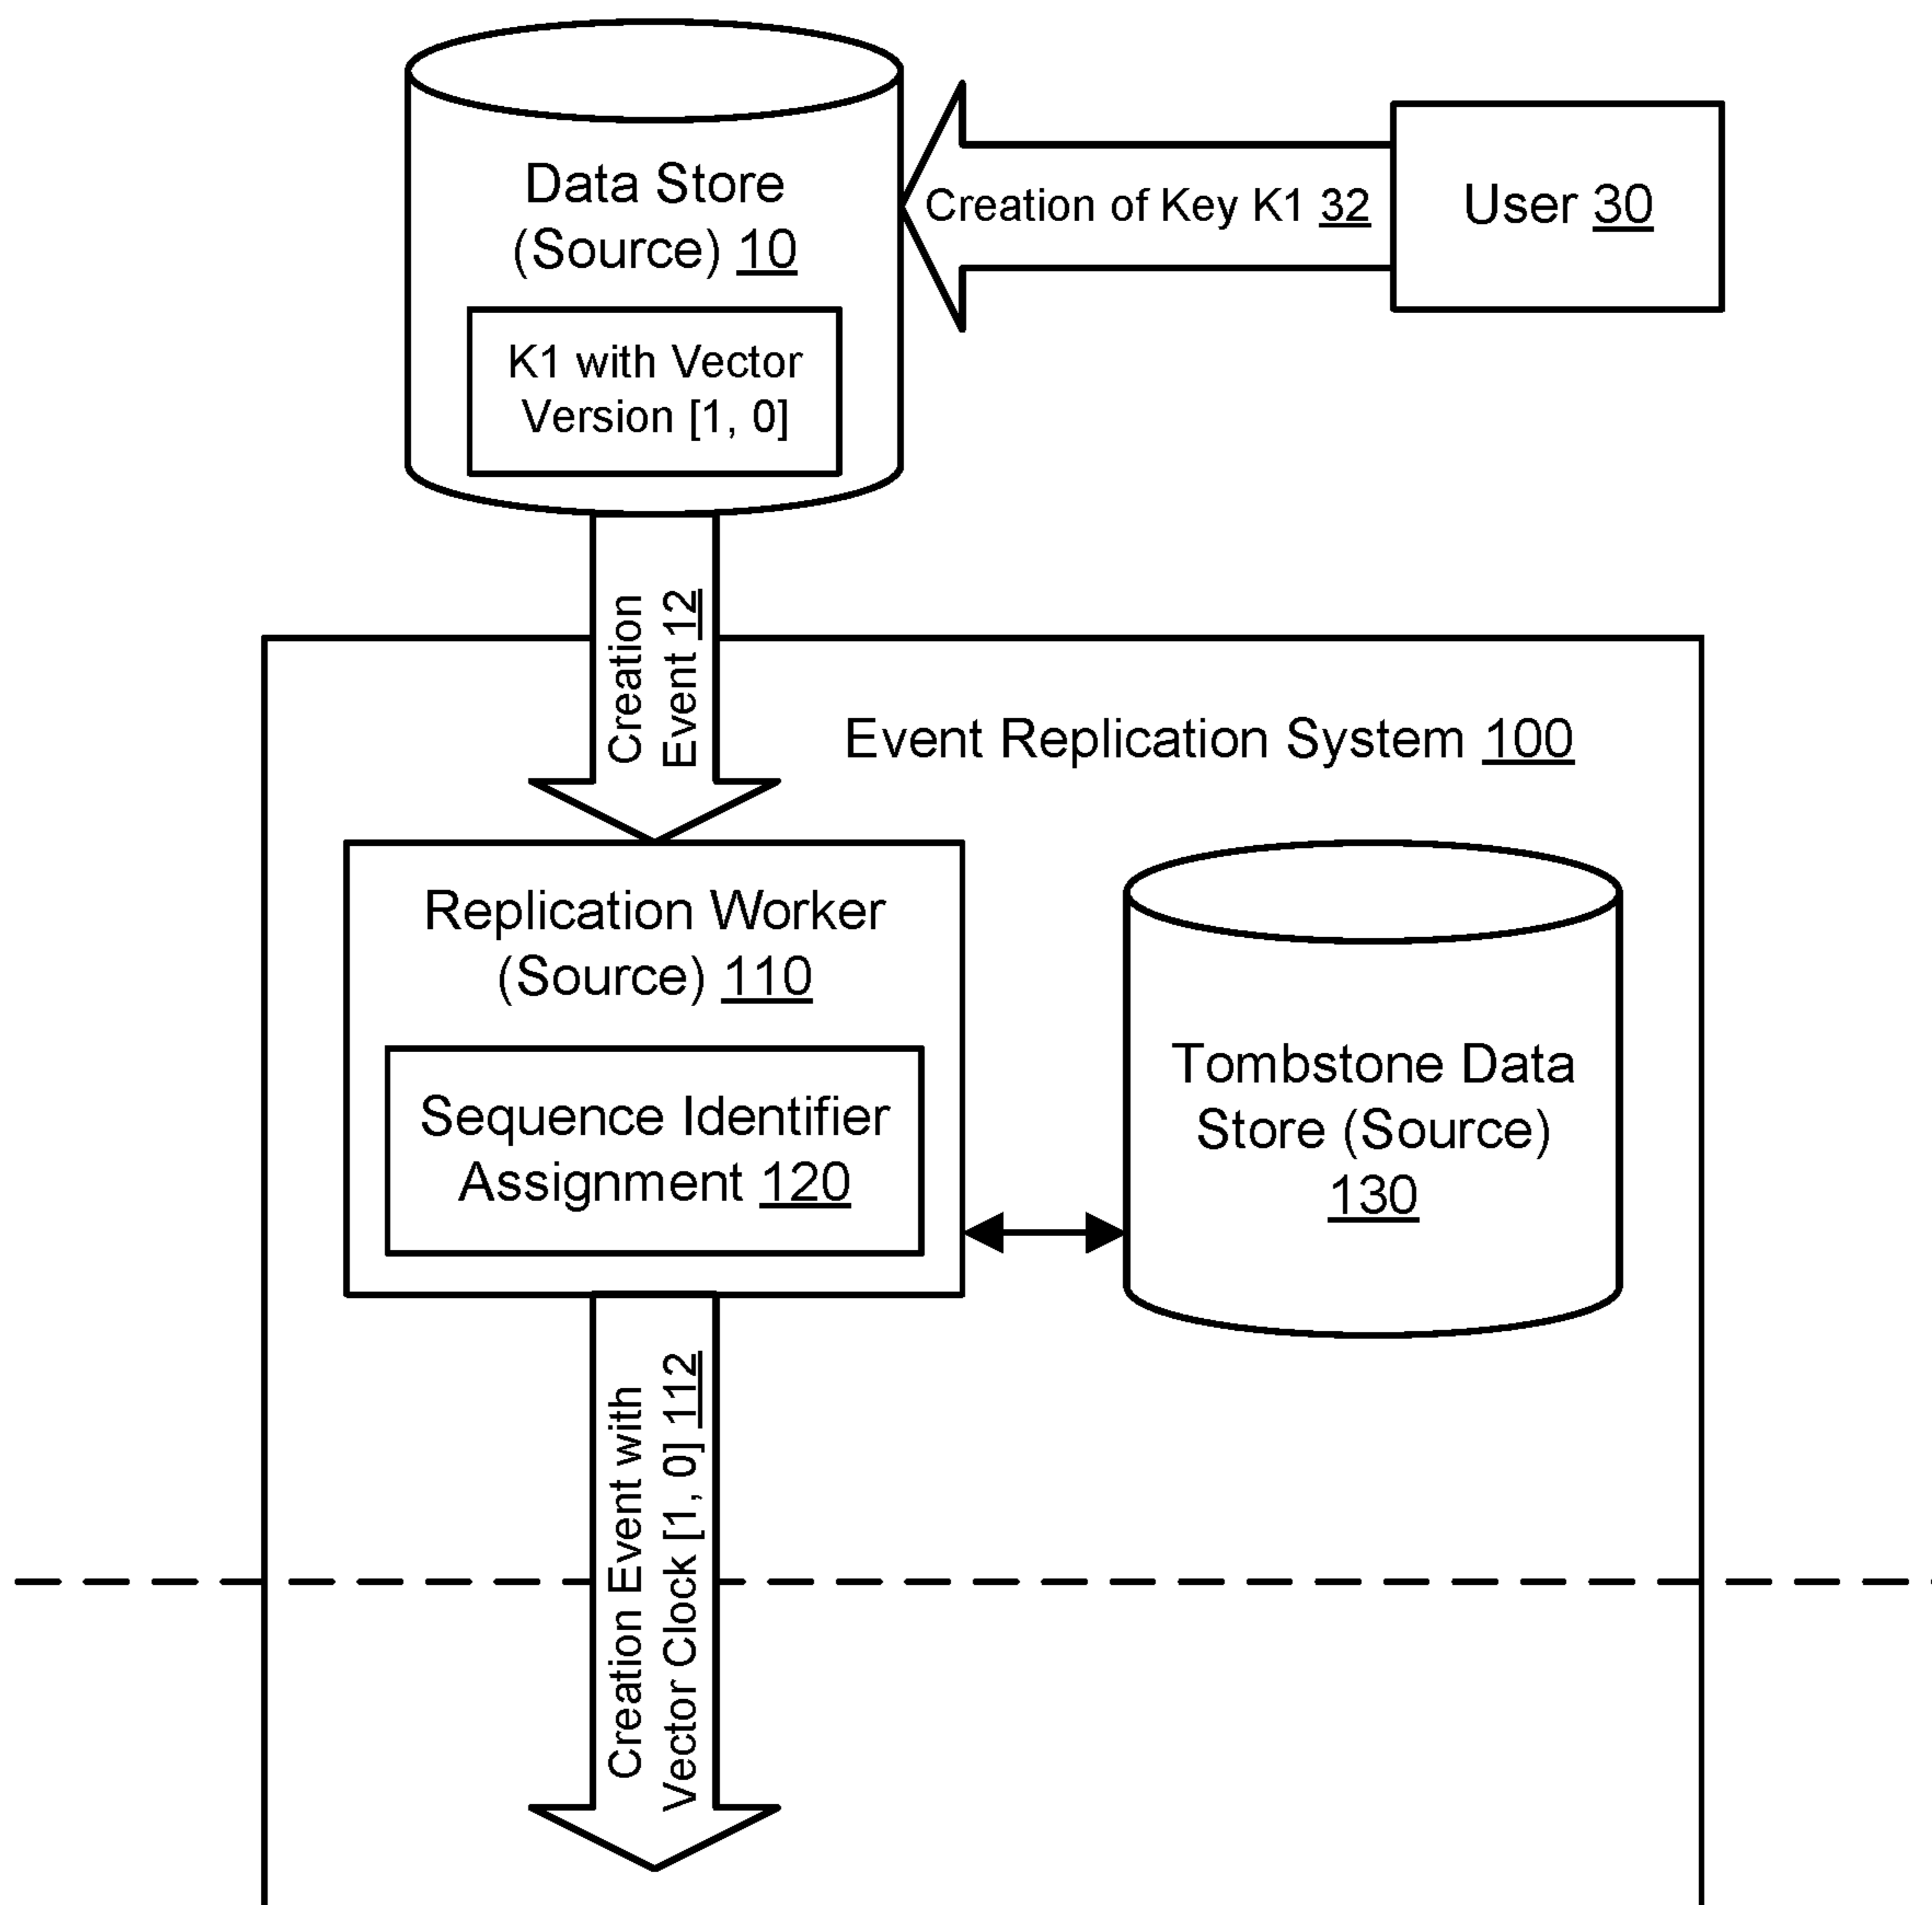 Data Store
(Source) 10
Creation of Key K1 32
User 30
K1 with Vector
Version [1, 0]
Creation
Event 12
Event Replication System 100
Replication Worker
(Source) 110
Sequence Identifier
Assignment 120
Tombstone Data
Store (Source)
130
Creation Event with
Vector Clock [1, 0] 112